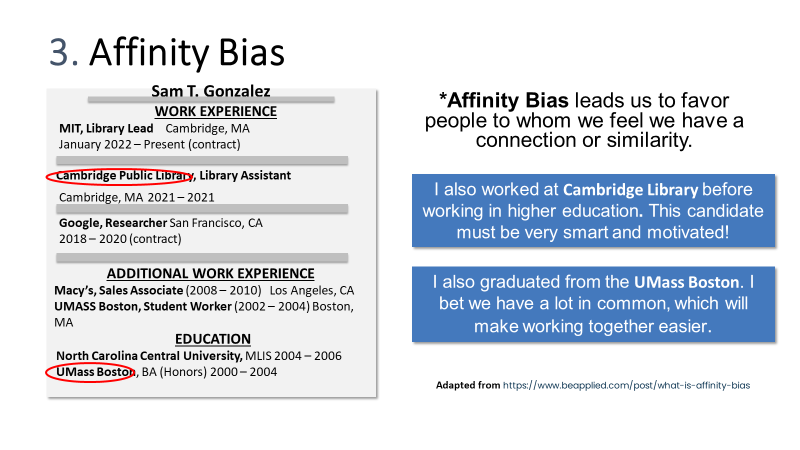 3. Affinity Bias
Sam T. Gonzalez
WORK EXPERIENCE
MIT, Library Lead Cambridge, MA
January 2022 – Present (contract)
Cambridge Public Library, Library Assistant
Cambridge, MA 2021 – 2021
Google, Researcher San Francisco, CA
2018 – 2020 (contract)
ADDITIONAL WORK EXPERIENCE
Macy's, Sales Associate (2008 – 2010) Los Angeles, CA
UMASS Boston, Student Worker (2002 – 2004) Boston,
MA
EDUCATION
North Carolina Central University, MLIS 2004 – 2006
UMass Boston, BA (Honors) 2000 – 2004
*Affinity Bias leads us to favor
people to whom we feel we have a
connection or similarity.
I also worked at Cambridge Library before
working in higher education. This candidate
must be very smart and motivated!
I also graduated from the UMass Boston. I
bet we have a lot in common, which will
make working together easier.
Adapted from https://www.beapplied.com/post/what-is-affinity-bias